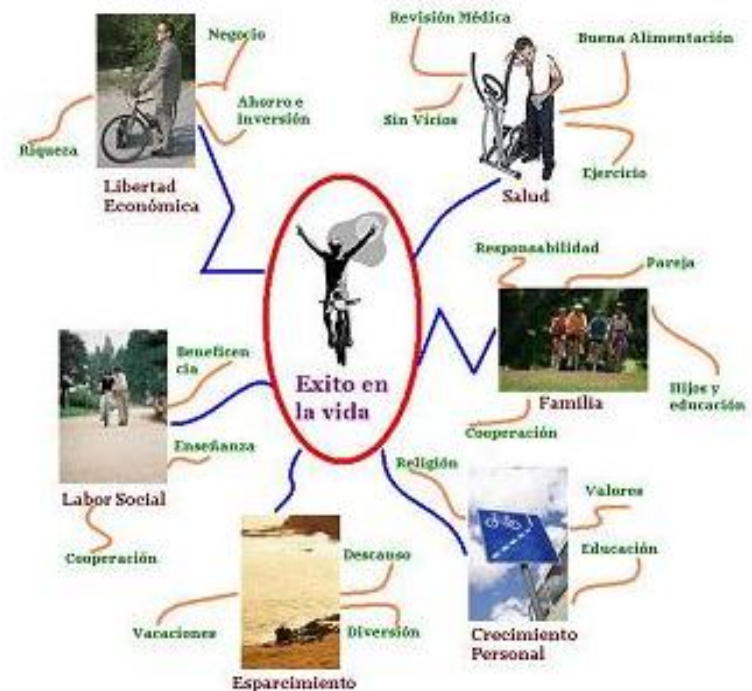 Revisión Médica
Negocio
Buena Alimentación
Ahorro e
Inversión
Sin Vicios
Riqueza
Ejercicio
Libertad
Económica
Salud
Responsabilidad
Pareja
Beneficen
cia
Exito en
la vida
Hijos y
educación
Familia
Cooperación
Enseñanza
Religión
Labor Social
Valores
Cooperación
Descanso
Educación
Vacaciones
Diversión
Crecimiento
Personal
Esparcimiento